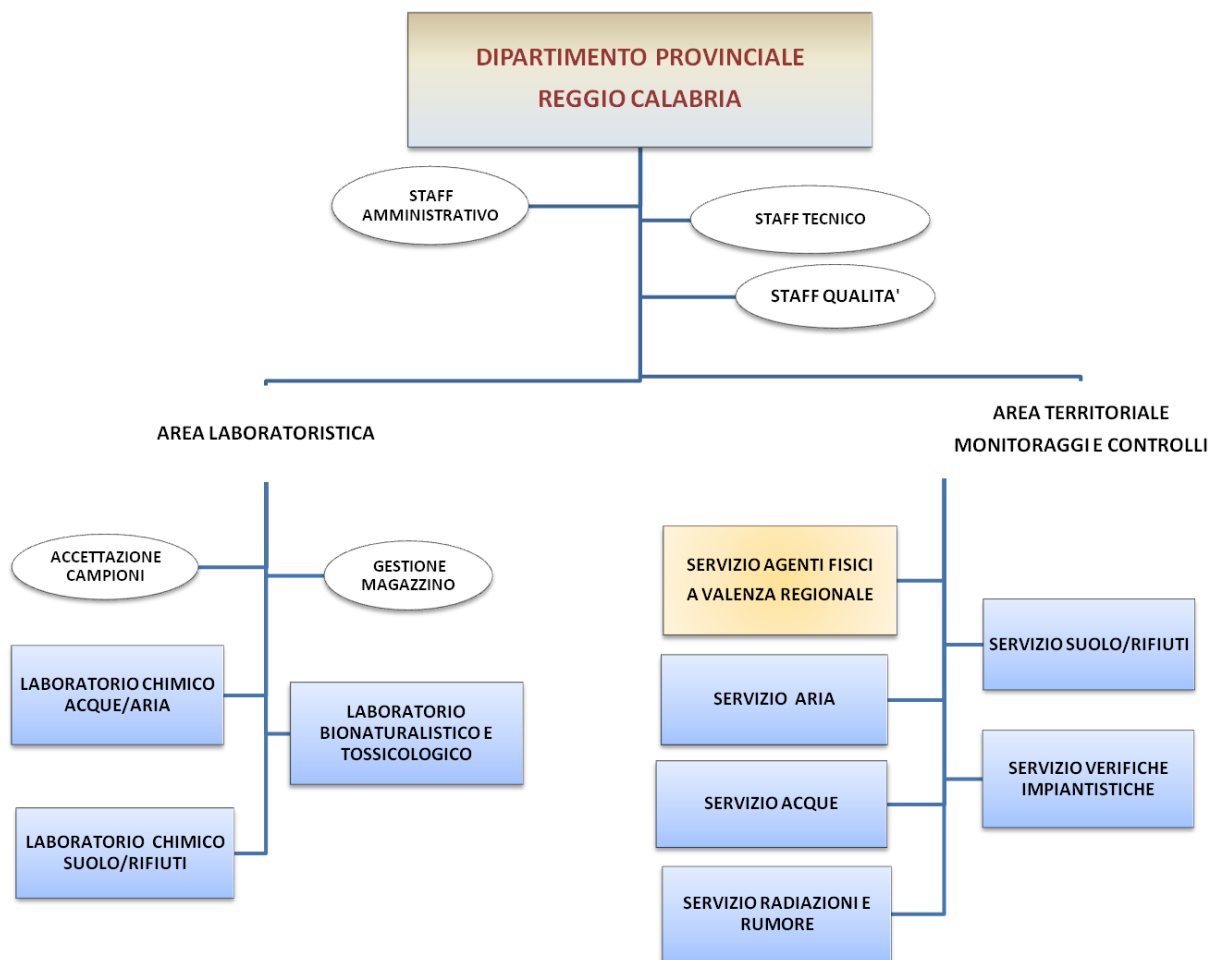 DIPARTIMENTO PROVINCIALE
REGGIO CALABRIA
STAFF
AMMINISTRATIVO
STAFF TECNICO
STAFF QUALITA'
AREA LABORATORISTICA
ACCETTAZIONE
CAMPIONI
GESTIONE
MAGAZZINO
LABORATORIO CHIMICO
ACQUE/ARIA
LABORATORIO
BIONATURALISTICO E
TOSSICOLOGICO
LABORATORIO CHIMICO
SUOLO/RIFIUTI
AREA TERRITORIALE
MONITORAGGI E CONTROLLI
SERVIZIO AGENTI FISICI
A VALENZA REGIONALE
SERVIZIO SUOLO/RIFIUTI
SERVIZIO ARIA
SERVIZIO VERIFICHE
IMPIANTISTICHE
SERVIZIO ACQUE
SERVIZIO RADIAZIONI E
RUMORE